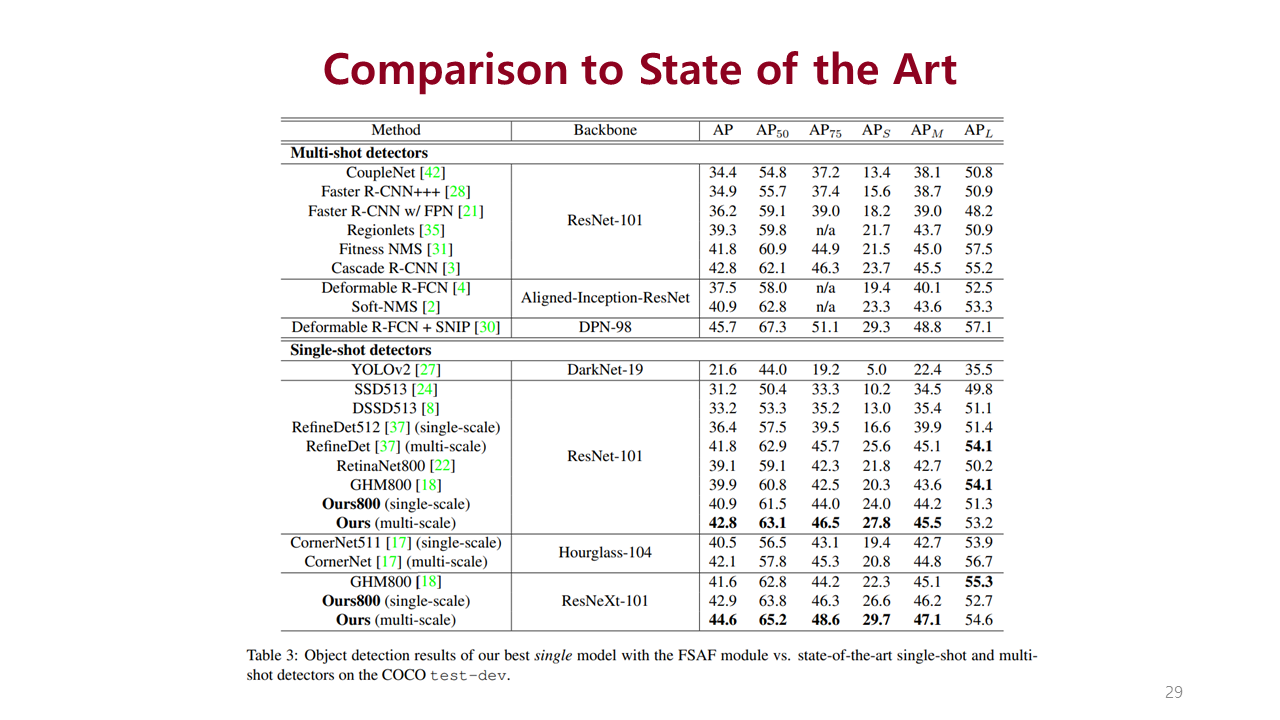 Comparison to State of the Art
Method Backbone AP AP50 AP75 APS APM APL
Multi-shot detectors
CoupleNet [42] 34.4 54.8 37.2 13.4 38.1 50.8
Faster R-CNN+++ [28] 34.9 55.7 37.4 15.6 38.7 50.9
Faster R-CNN w/ FPN [21] ResNet-101 36.2 59.1 39.0 18.2 39.0 48.2
Regionlets [35] 39.3 59.8 n/a 21.7 43.7 50.9
Fitness NMS [31] 41.8 60.9 44.9 21.5 45.0 57.5
Cascade R-CNN [3] 42.8 62.1 46.3 23.7 45.5 55.2
Deformable R-FCN [4] Aligned-Inception-ResNet 37.5 58.0 n/a 19.4 40.1 52.5
Soft-NMS [2] 40.9 62.8 n/a 23.3 43.6 53.3
Deformable R-FCN + SNIP [30] DPN-98 45.7 67.3 51.1 29.3 48.8 57.1
Single-shot detectors
YOLOv2 [27] DarkNet-19 21.6 44.0 19.2 5.0 22.4 35.5
SSD513 [24] 31.2 50.4 33.3 10.2 34.5 49.8
DSSD513 [8] 33.2 53.3 35.2 13.0 35.4 51.1
RefineDet512 [37] (single-scale) 36.4 57.5 39.5 16.6 39.9 51.4
RefineDet [37] (multi-scale) ResNet-101 41.8 62.9 45.7 25.6 45.1 54.1
RetinaNet800 [22] 39.1 59.1 42.3 21.8 42.7 50.2
GHM800 [18] 39.9 60.8 42.5 20.3 43.6 54.1
Ours800 (single-scale) 40.9 61.5 44.0 24.0 44.2 51.3
Ours (multi-scale) 42.8 63.1 46.5 27.8 45.5 53.2
CornerNet511 [17] (single-scale) Hourglass-104 40.5 56.5 43.1 19.4 42.7 53.9
CornerNet [17] (multi-scale) 42.1 57.8 45.3 20.8 44.8 56.7
GHM800 [18] 41.6 62.8 44.2 22.3 45.1 55.3
Ours800 (single-scale) ResNeXt-101 42.9 63.8 46.3 26.6 46.2 52.7
Ours (multi-scale) 44.6 65.2 48.6 29.7 47.1 54.6
Table 3: Object detection results of our best single model with the FSAF module vs. state-of-the-art single-shot and multi-
shot detectors on the COCO test-dev.
29